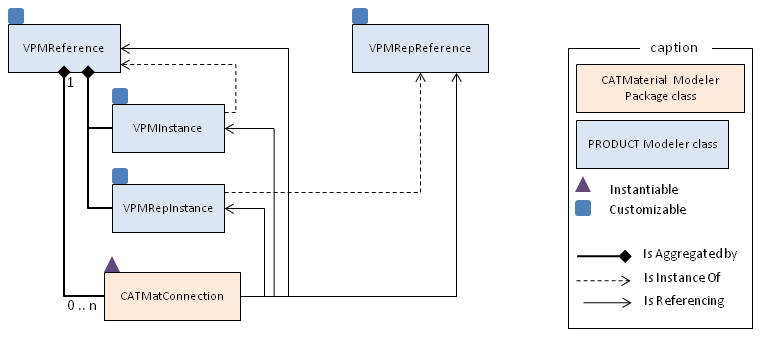 VPMReference
VPMRepReference
1
VPMInstance
VPMRepInstance
CATMatConnection
0 .. n
caption
CATMaterial Modeler
Package class
PRODUCT Modeler class
Instantiable
Customizable
Is Aggregated by
Is Instance Of
Is Referencing